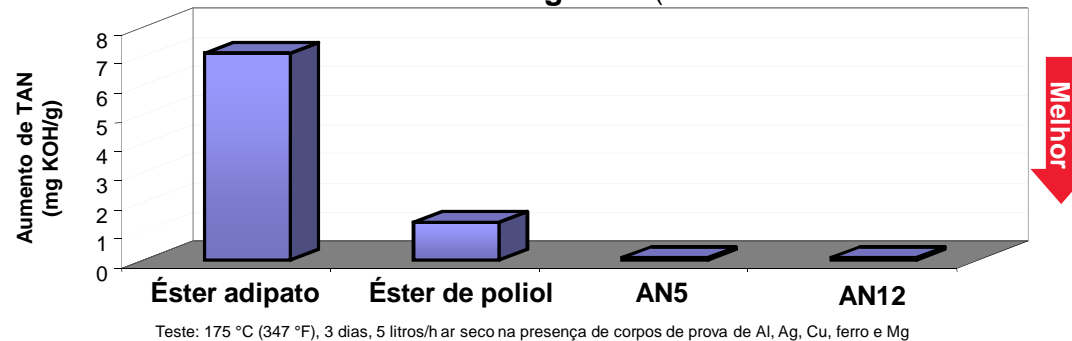 8
7
6
5
4
3
2
1
0
Aumento de TAN
(mg KOH/g)
Melhor
Éster adipato
Éster de poliol
AN5
AN12
Teste: 175 °C (347 °F), 3 dias, 5 litros/h ar seco na presença de corpos de prova de Al, Ag, Cu, ferro e Mg